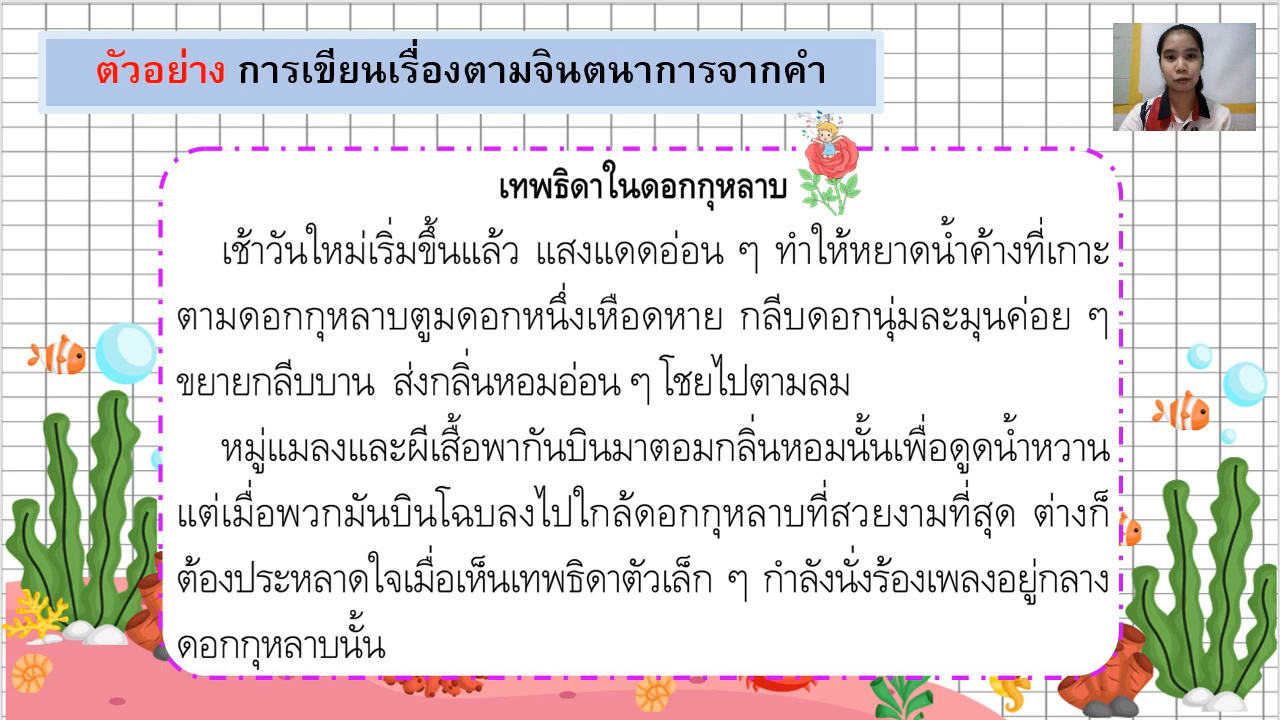 ตัวอย่าง การเขียนเรื่องตามจินตนาการจากคำ
เทพธิดาในดอกกุหลาบ
เช้าวันใหม่เริ่มขึ้นแล้ว แสงแดดอ่อน ๆ ทำให้หยาดน้ำค้างที่เกาะ
ตามดอกกุหลาบตูมดอกหนึ่งเหือดหาย กลีบดอกนุ่มละมุนค่อย ๆ
ขยายกลีบบาน ส่งกลิ่นหอมอ่อน ๆ โชยไปตามลม
หมู่แมลงและผีเสื้อพากันบินมาตอมกลิ่นหอมนั้นเพื่อดูดน้ำหวาน
แต่เมื่อพวกมันบินโฉบลงไปใกล้ดอกกุหลาบที่สวยงามที่สุด ต่างก็
ต้องประหลาดใจเมื่อเห็นเทพธิดาตัวเล็ก ๆ กำลังนั่งร้องเพลงอยู่กลาง
ดอกกุหลาบนั้น